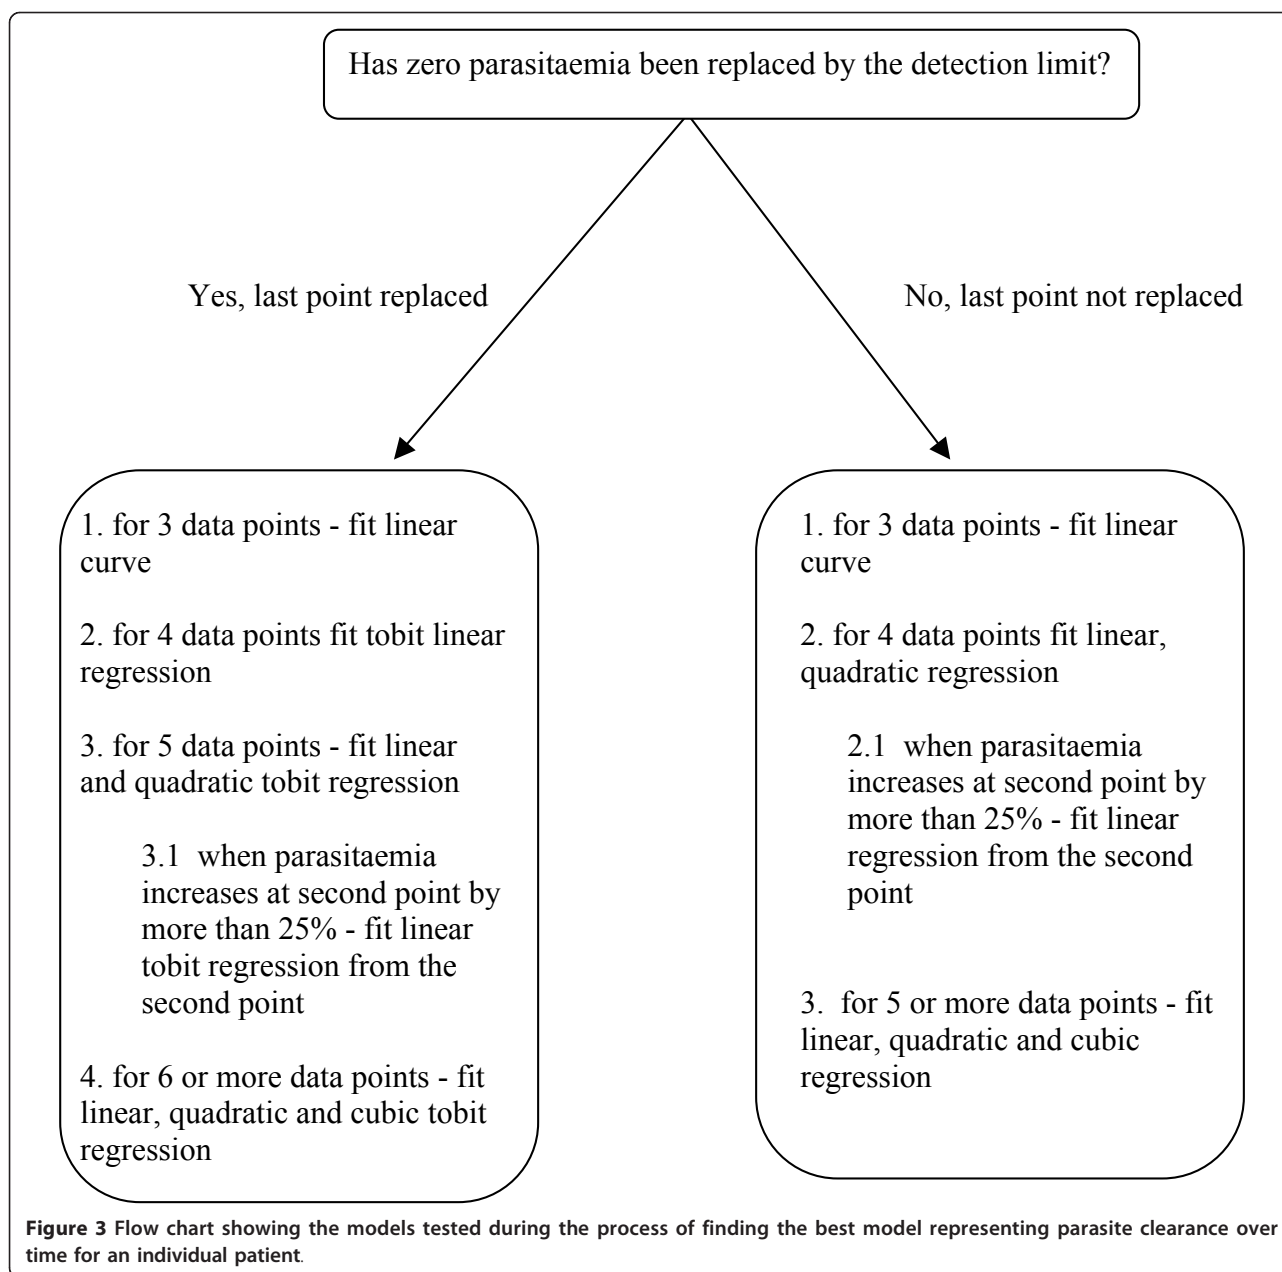 Has zero parasitaemia been replaced by the detection limit?
Yes, last point replaced
No, last point not replaced
1. for 3 data points - fit linear
curve
2. for 4 data points fit tobit linear
regression
3. for 5 data points - fit linear
and quadratic tobit regression
3.1 when parasitaemia
increases at second point by
more than 25% - fit linear
tobit regression from the
second point
4. for 6 or more data points - fit
linear, quadratic and cubic tobit
regression
1. for 3 data points - fit linear
curve
2. for 4 data points fit linear,
quadratic regression
2.1 when parasitaemia
increases at second point by
more than 25% - fit linear
regression from the second
point
3. for 5 or more data points - fit
linear, quadratic and cubic
regression
Figure 3 Flow chart showing the models tested during the process of finding the best model representing parasite clearance over
time for an individual patient.